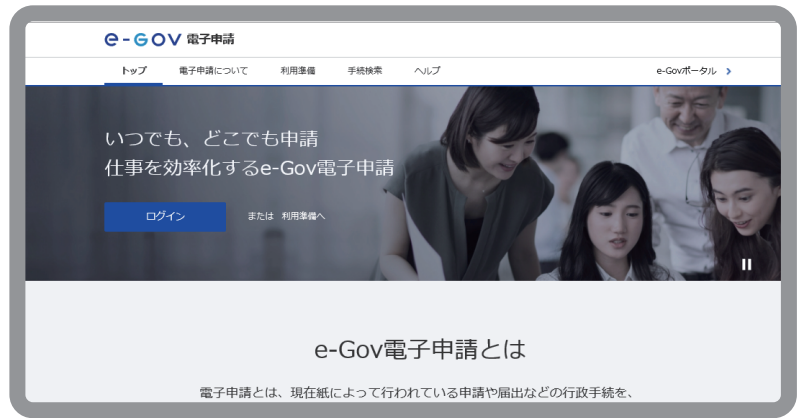 e-GOV 電子申請
トップ 電子申請について 利用準備 手続検索 ヘルプ e-Govポータル
いつでも、どこでも申請
仕事を効率化するe-Gov電子申請
ログイン または 利用準備へ
e-Gov電子申請とは
電子申請とは、現在紙によって行われている申請や届出などの行政手続を、